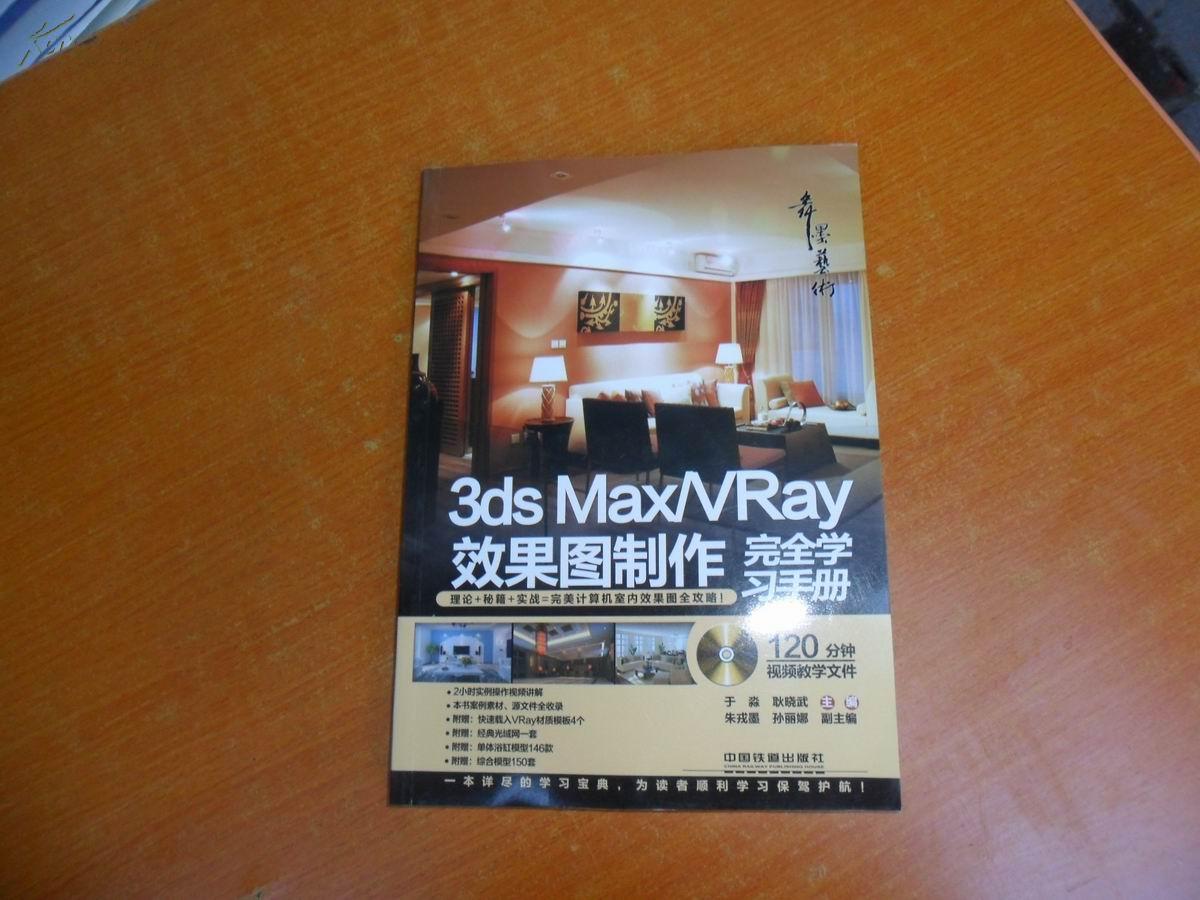 舞墨藝術
3ds Max/VRay
效果图制作 完全学
习手册
理论+秘籍+实战=完美计算机室内效果图全攻略！
120 分钟
视频教学文件
• 2小时实例操作视频讲解
• 本书案例素材、源文件全收录
• 附赠：快速载入VRay材质模板4个
• 附赠：经典光域网一套
• 附赠：单体浴缸模型146款
• 附赠：综合模型150套
于 淼 耿晓武 主 编
朱戎墨 孙丽娜 副主编
中国铁道出版社
CHINA RAILWAY PUBLISHING HOUSE
一本详尽的学习宝典，为读者顺利学习保驾护航！